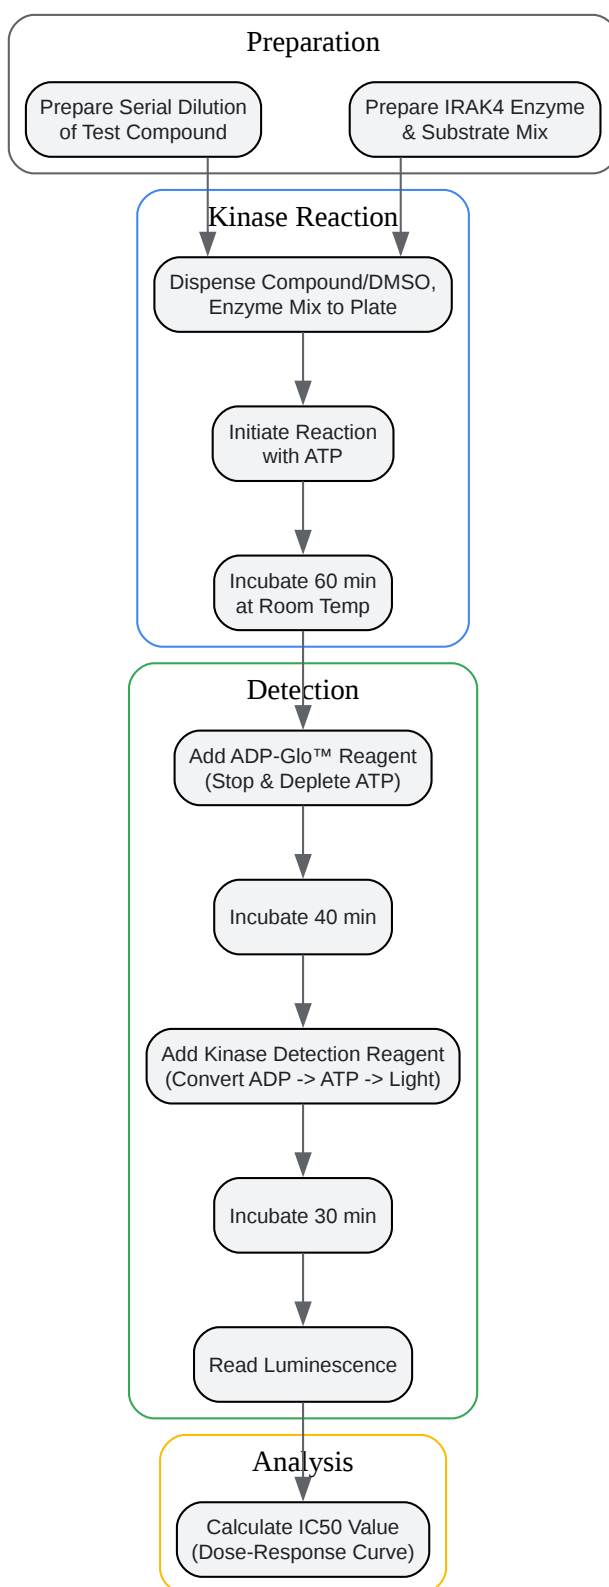 Preparation
Prepare Serial Dilution
of Test Compound
Prepare IRAK4 Enzyme
& Substrate Mix
Kinase Reaction
Dispense Compound/DMSO,
Enzyme Mix to Plate
Initiate Reaction
with ATP
Incubate 60 min
at Room Temp
Detection
Add ADP-Glo™ Reagent
(Stop & Deplete ATP)
Incubate 40 min
Add Kinase Detection Reagent
(Convert ADP -> ATP -> Light)
Incubate 30 min
Read Luminescence
Analysis
Calculate IC50 Value
(Dose-Response Curve)